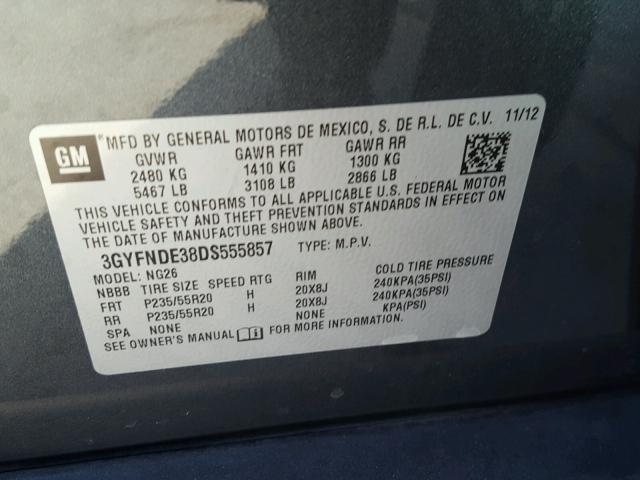 GM
MFD BY GENERAL MOTORS DE MEXICO, S. DE R.L. DE C.V. 11/12
GVWR GAWR FRT GAWR RR
2480 KG 1410 KG 1300 KG
5467 LB 3108 LB 2866 LB
THIS VEHICLE CONFORMS TO ALL APPLICABLE U.S. FEDERAL MOTOR
VEHICLE SAFETY AND THEFT PREVENTION STANDARDS IN EFFECT ON
THE DATE OF MANUFACTURE SHOWN ABOVE.
3GYFNDE38DS555857 TYPE: M.P.V.
MODEL: NG26
NBBB TIRE SIZE SPEED RTG RIM COLD TIRE PRESSURE
FRT P235/55R20 H 20X8J 240KPA(35PSI)
RR P235/55R20 H 20X8J 240KPA(35PSI)
SPA NONE NONE KPA(PSI)
SEE OWNER'S MANUAL FOR MORE INFORMATION.